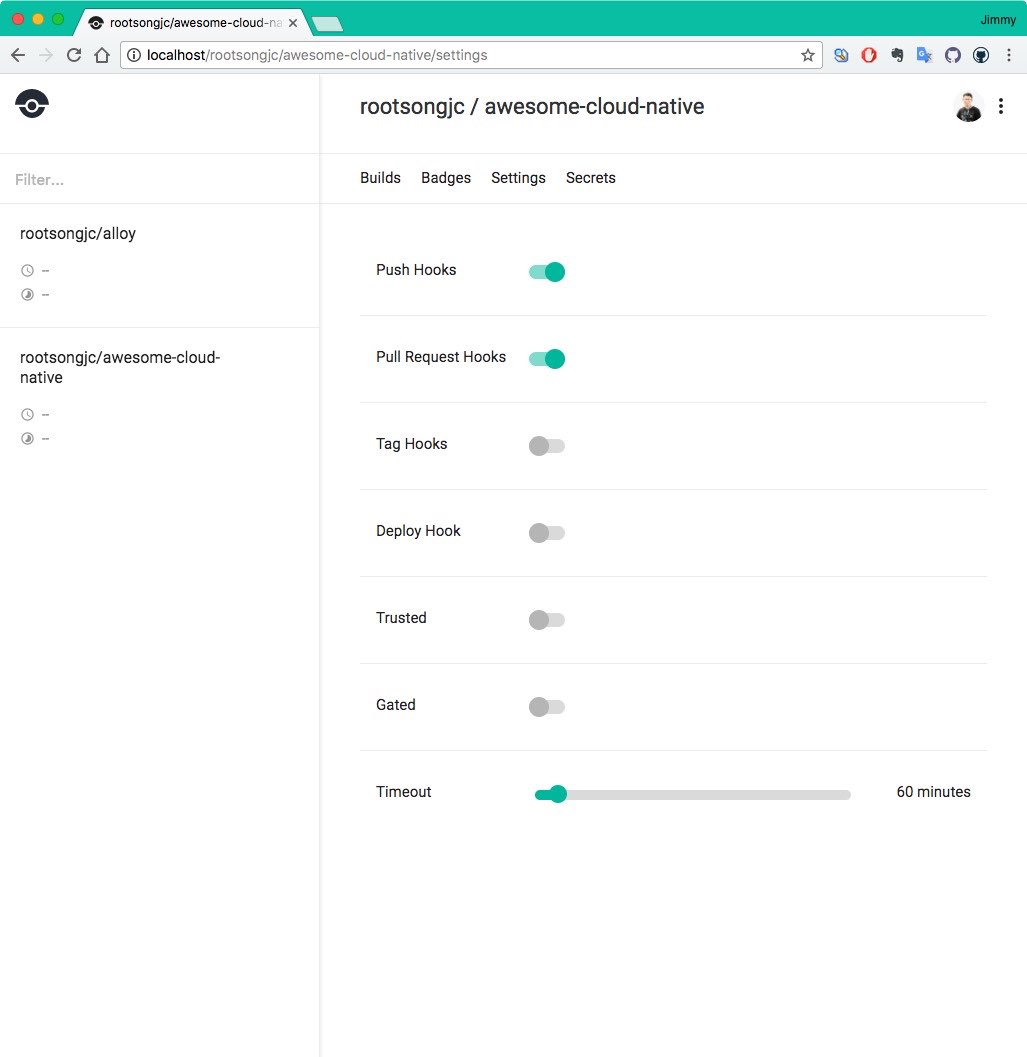 rootsongjc/awesome-cloud-na
Jimmy
localhost/rootsongjc/awesome-cloud-native/settings
rootsongjc / awesome-cloud-native
Filter...
Builds Badges Settings Secrets
rootsongjc/alloy
--
--
rootsongjc/awesome-cloud-
native
--
--
Push Hooks
Pull Request Hooks
Tag Hooks
Deploy Hook
Trusted
Gated
Timeout 60 minutes